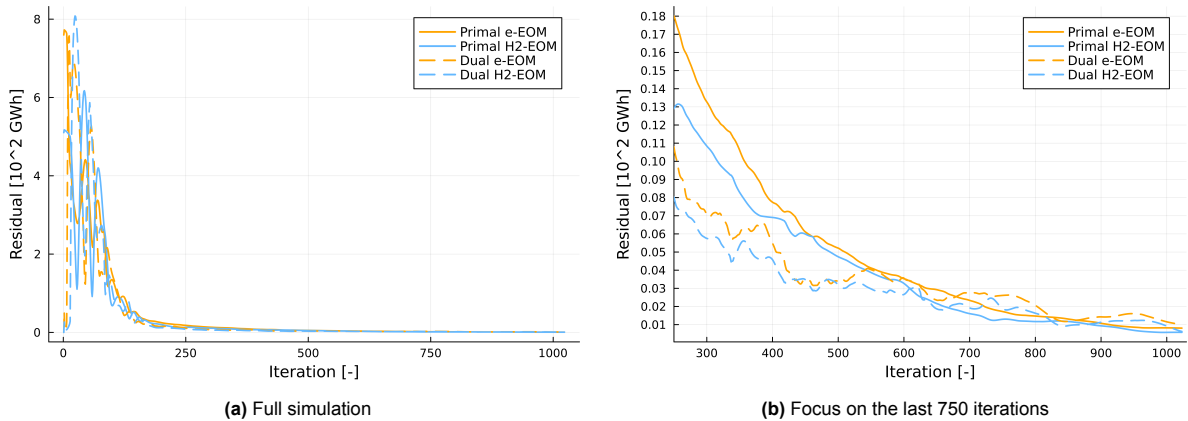 Residual [10^2 GWh]
8
6
4
2
0
0
250
500
750
1000
Iteration [-]
Primal e-EOM
Primal H2-EOM
Dual e-EOM
Dual H2-EOM
(a) Full simulation
Residual [10^2 GWh]
0.18
0.17
0.16
0.15
0.14
0.13
0.12
0.11
0.10
0.09
0.08
0.07
0.06
0.05
0.04
0.03
0.02
0.01
300
400
500
600
700
800
900
1000
Iteration [-]
Primal e-EOM
Primal H2-EOM
Dual e-EOM
Dual H2-EOM
(b) Focus on the last 750 iterations